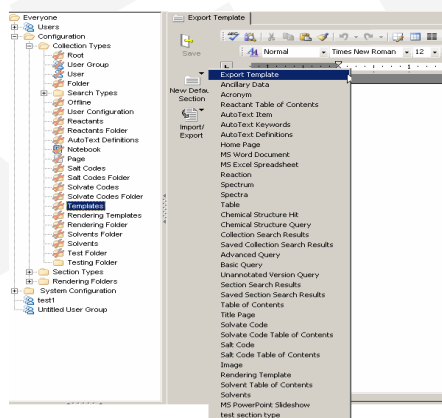 Everyone
Users
Configuration
Collection Types
Root
User Group
User
Folder
Search Types
Offline
User Configuration
Reactants
Reactants Folder
AutoText Definitions
Notebook
Page
Salt Codes
Salt Codes Folder
Solvate Codes
Solvate Codes Folder
Templates
Rendering Templates
Rendering Folder
Solvents Folder
Solvents
Test Folder
Testing Folder
Section Types
Rendering Folders
System Configuration
test1
Untitled User Group
Export Template
Save
Normal
Times New Roman
12
1
New Defau
Section
Import/
Export
Export Template
Ancillary Data
Acronym
Reactant Table of Contents
AutoText Item
AutoText Keywords
AutoText Definitions
Home Page
MS Word Document
MS Excel Spreadsheet
Reaction
Spectrum
Spectra
Table
Chemical Structure Hit
Chemical Structure Query
Collection Search Results
Saved Collection Search Results
Advanced Query
Basic Query
Unannotated Version Query
Section Search Results
Saved Section Search Results
Table of Contents
Title Page
Solvate Code
Solvate Code Table of Contents
Salt Code
Salt Code Table of Contents
Image
Rendering Template
Solvent Table of Contents
Solvents
MS PowerPoint Slideshow
test section type